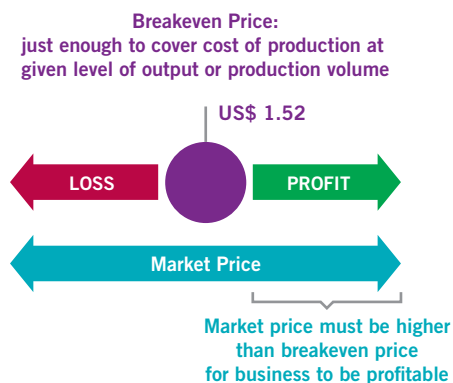 Breakeven Price:
just enough to cover cost of production at
given level of output or production volume
US$ 1.52
LOSS
PROFIT
Market Price
Market price must be higher
than breakeven price
for business to be profitable